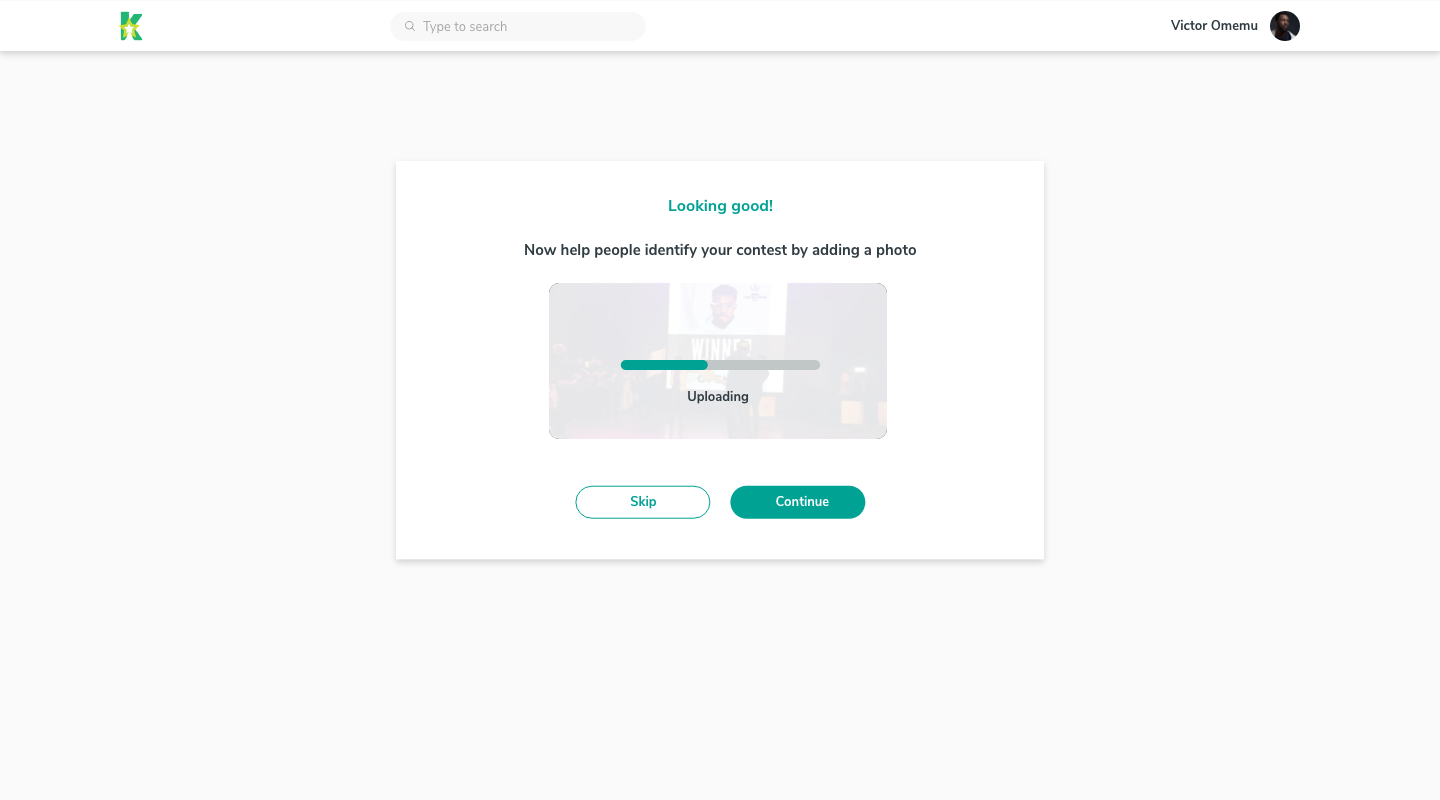 Type to search
Victor Omemu
Looking good!
Now help people identify your contest by adding a photo
WINNER
Uploading
Skip
Continue